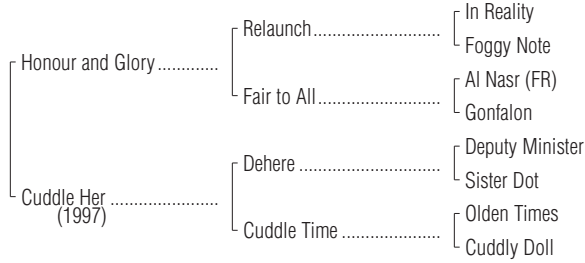 In Reality
Relaunch
Foggy Note
Honour and Glory
Al Nasr (FR)
Fair to All
Gonfalon
Deputy Minister
Dehere
Sister Dot
Cuddle Her
(1997)
Olden Times
Cuddle Time
Cuddly Doll